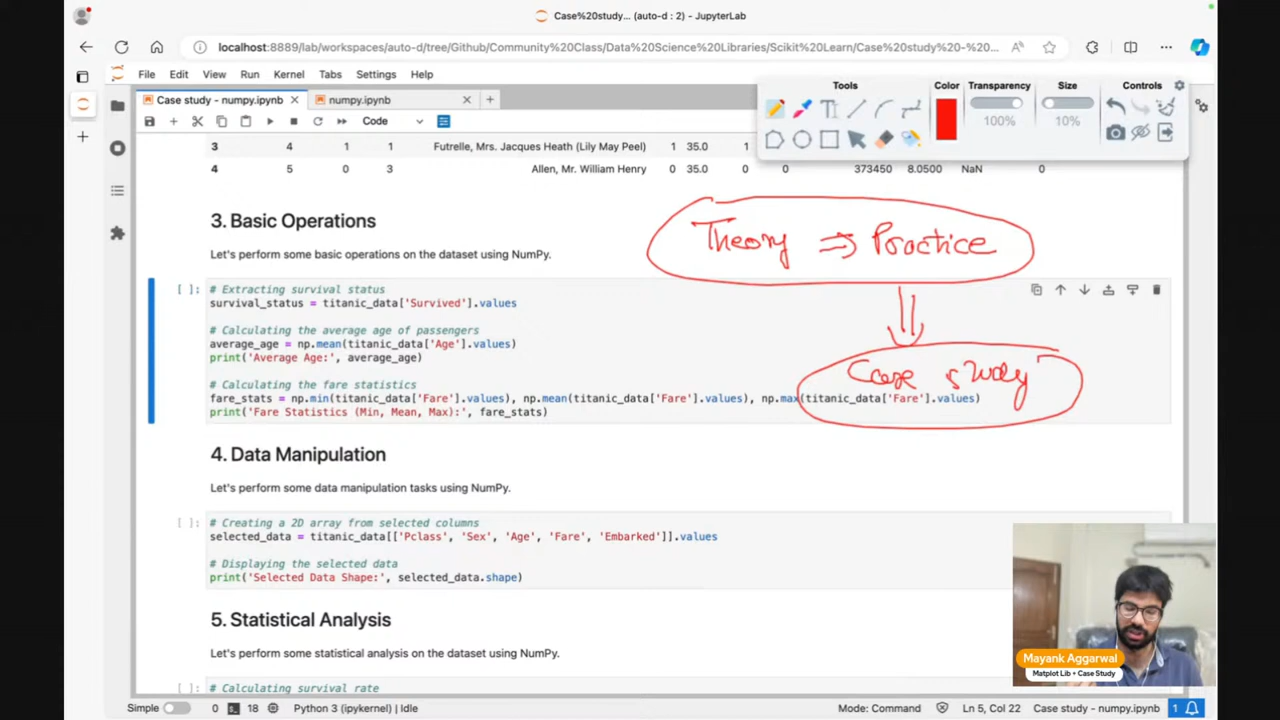 Case%20study... (auto-d : 2) - JupyterLab
localhost:8889/lab/workspaces/auto-d/tree/Github/Community%20Class/Data%20Science%20Libraries/Scikit%20Learn/Case%20study%20-%20-...
File Edit View Run Kernel Tabs Settings Help
Tools Color Transparency Size Controls
100% 10%
Case study - numpy.ipynb numpy.ipynb
Code
3 4 1 1 Futrelle, Mrs. Jacques Heath (Lily May Peel) 1 35.0 1
4 5 0 3 Allen, Mr. William Henry 0 35.0 0 0 373450 8.0500 NaN 0
3. Basic Operations
Theory ⇒ Practice
Let's perform some basic operations on the dataset using NumPy.
[ ]: # Extracting survival status
survival_status = titanic_data['Survived'].values
# Calculating the average age of passengers
average_age = np.mean(titanic_data['Age'].values)
print('Average Age:', average_age)
Case study
# Calculating the fare statistics
fare_stats = np.min(titanic_data['Fare'].values), np.mean(titanic_data['Fare'].values), np.max(titanic_data['Fare'].values)
print('Fare Statistics (Min, Mean, Max):', fare_stats)
4. Data Manipulation
Let's perform some data manipulation tasks using NumPy.
[ ]: # Creating a 2D array from selected columns
selected_data = titanic_data[['Pclass', 'Sex', 'Age', 'Fare', 'Embarked']].values
# Displaying the selected data
print('Selected Data Shape:', selected_data.shape)
5. Statistical Analysis
Let's perform some statistical analysis on the dataset using NumPy.
[ ]: # Calculating survival rate
Mayank Aggarwal
Matplot Lib + Case Study
Simple 0 18 Python 3 (ipykernel) | Idle Mode: Command Ln 5, Col 22 Case study - numpy.ipynb 1